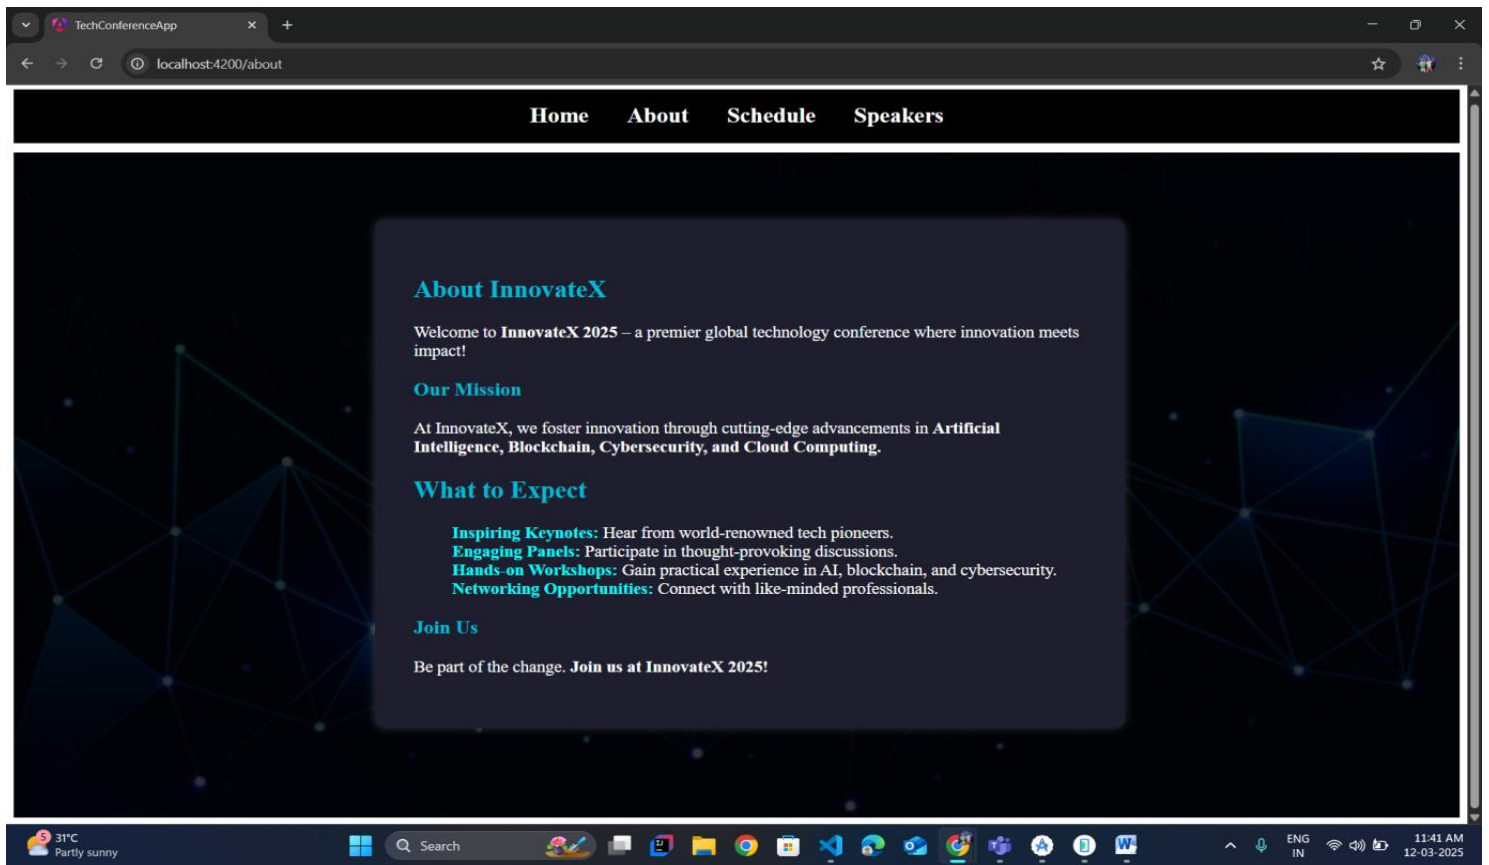 TechConferenceApp
localhost:4200/about
Home About Schedule Speakers
About InnovateX
Welcome to InnovateX 2025 – a premier global technology conference where innovation meets
impact!
Our Mission
At InnovateX, we foster innovation through cutting-edge advancements in Artificial
Intelligence, Blockchain, Cybersecurity, and Cloud Computing.
What to Expect
Inspiring Keynotes: Hear from world-renowned tech pioneers.
Engaging Panels: Participate in thought-provoking discussions.
Hands-on Workshops: Gain practical experience in AI, blockchain, and cybersecurity.
Networking Opportunities: Connect with like-minded professionals.
Join Us
Be part of the change. Join us at InnovateX 2025!
5
31°C
Partly sunny
Search
ENG
IN
11:41 AM
12-03-2025